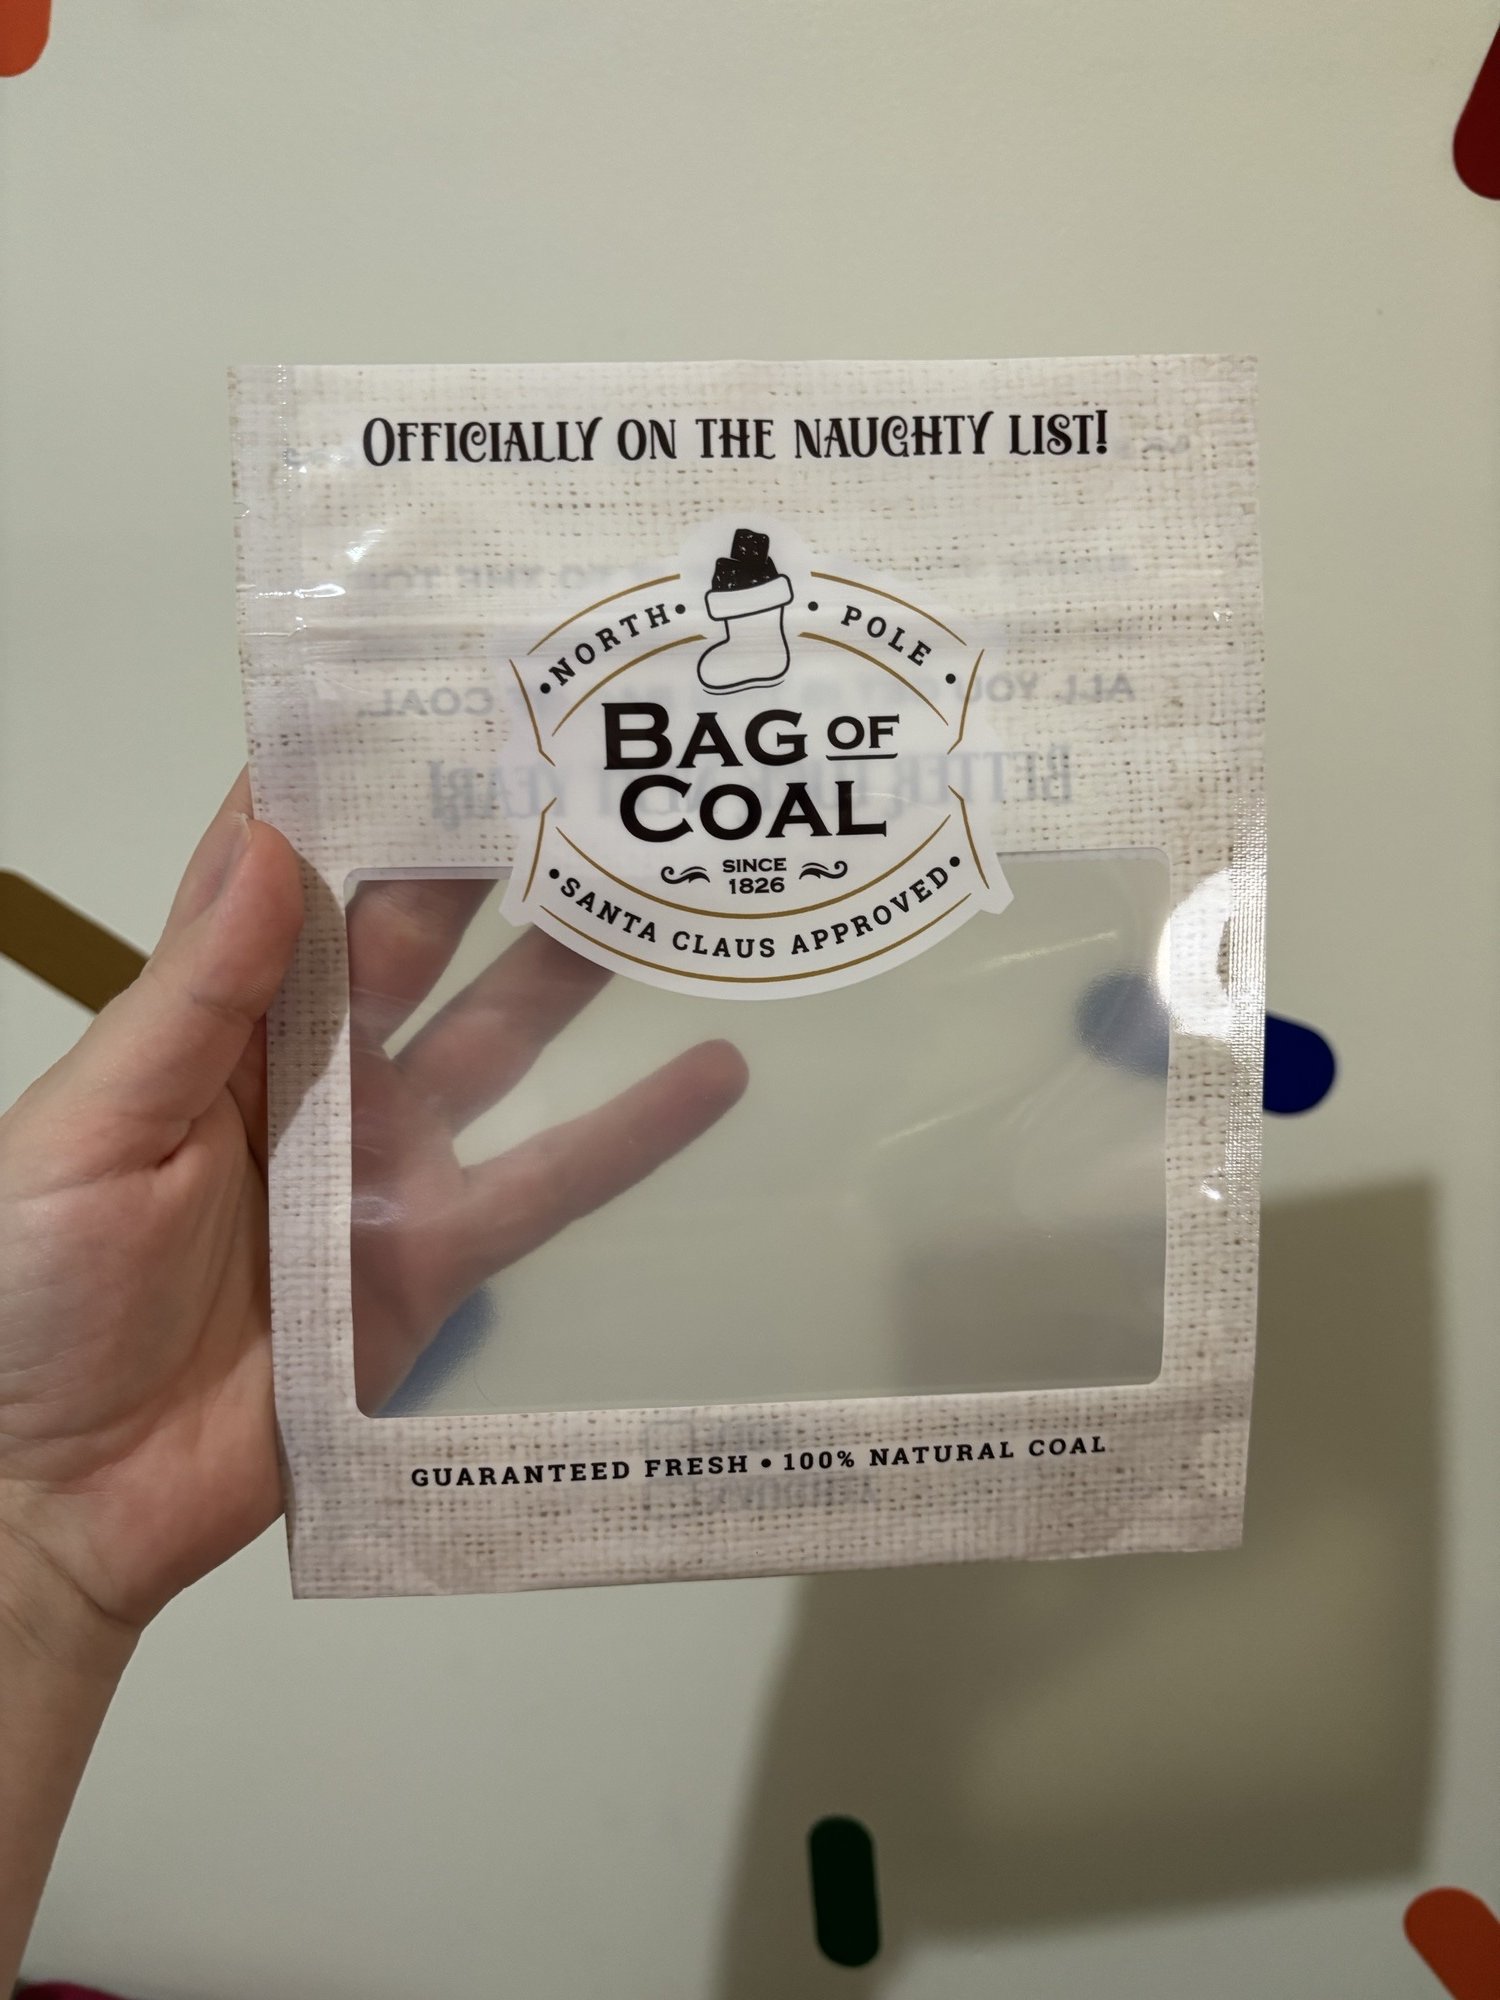 OFFICIALLY ON THE NAUGHTY LIST!
• NORTH • • POLE •
BAG OF
COAL
SINCE
1826
• SANTA CLAUS APPROVED •
GUARANTEED FRESH • 100% NATURAL COAL